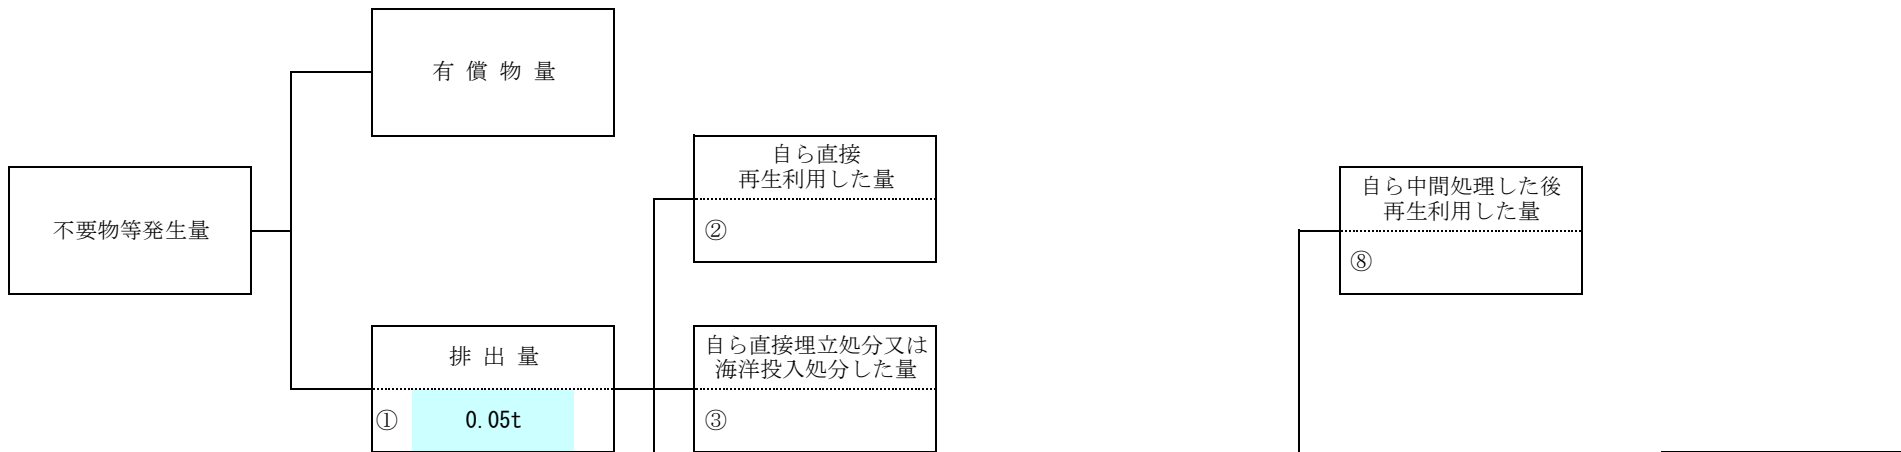 有 償 物 量
自ら直接
再生利用した量
②
自ら中間処理した後
再生利用した量
⑧
不要物等発生量
排 出 量
① 0.05t
自ら直接埋立処分又は
海洋投入処分した量
③